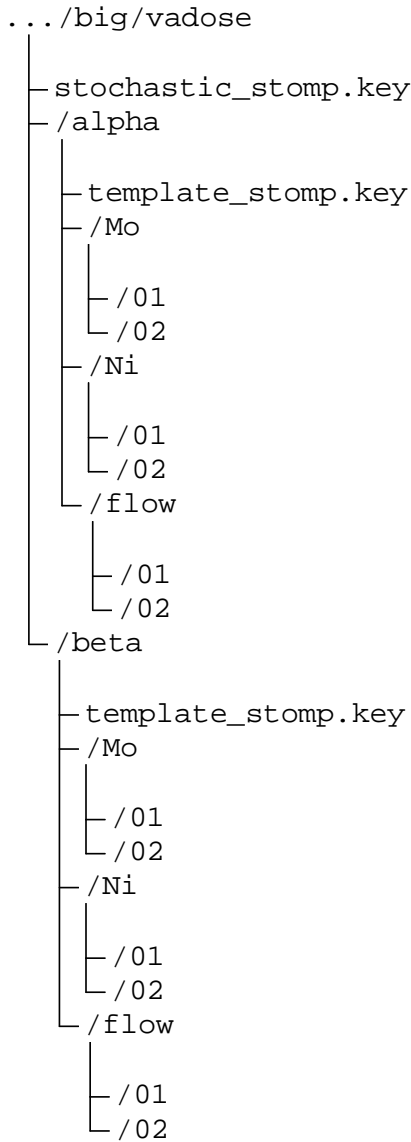 .../big/vadose
stochastic_stomp.key
/alpha
template_stomp.key
/Mo
/01
/02
/Ni
/01
/02
/flow
/01
/02
/beta
template_stomp.key
/Mo
/01
/02
/Ni
/01
/02
/flow
/01
/02